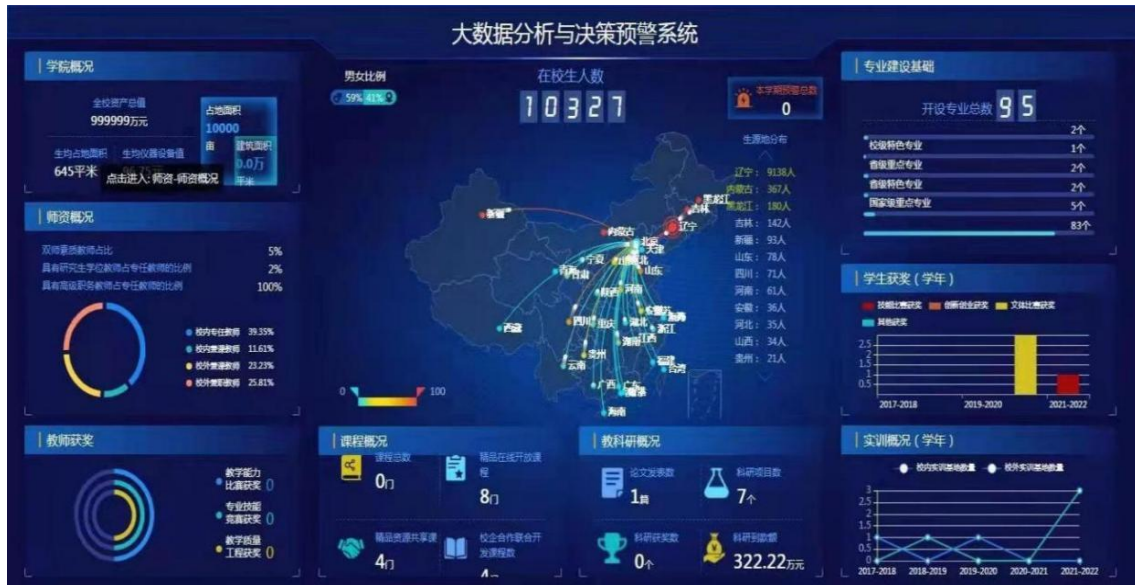 大数据分析与决策预警系统
学院概况
全校资产总值
999999万元
占地面积
10000
亩
建筑面积
0.0万
平米
生均占地面积
645平米
生均仪器设备值
点击进入: 师资-师资概况
师资概况
双师素质教师占比 5%
具有研究生学位教师占专任教师的比例 2%
具有高级职务教师占专任教师的比例 100%
校内专任教师 39.35%
校内兼课教师 11.61%
校外兼课教师 23.23%
校外兼职教师 25.81%
教师获奖
教学能力
比赛获奖 0
专业技能
竞赛获奖 0
教学质量
工程获奖 0
男女比例
59% 41%
在校生人数
10327
本学期预警总数
0
生源地分布
辽宁: 9138人
内蒙古: 367人
黑龙江: 180人
吉林: 142人
新疆: 93人
山东: 78人
四川: 71人
河南: 61人
安徽: 36人
河北: 35人
山西: 34人
贵州: 21人
黑龙江
吉林
辽宁
新疆
内蒙古
北京
天津
宁夏
山东
甘肃
陕西
河南
西藏
四川
重庆
湖北
浙江
湖南
江西
贵州
福建
云南
台湾
广西
广东
海南
0
100
课程概况
课程总数
0门
精品在线开放课
程
8门
精品资源共享课
4门
校企合作联合开
发课程数
教科研概况
论文发表数
1篇
科研项目数
7个
科研获奖数
0个
科研到款额
322.22万元
专业建设基础
开设专业总数 95
2个
校级特色专业
1个
省级重点专业
2个
省级特色专业
2个
国家级重点专业
5个
83个
学生获奖 ( 学年 )
技能比赛获奖
创新创业获奖
文体比赛获奖
其他获奖
2.5
2
1.5
1
0.5
2017-2018
2019-2020
2021-2022
实训概况 ( 学年 )
校内实训基地数量
校外实训基地数量
3
2.5
2
1.5
1
0.5
0
2017-2018
2018-2019
2019-2020
2020-2021
2021-2022